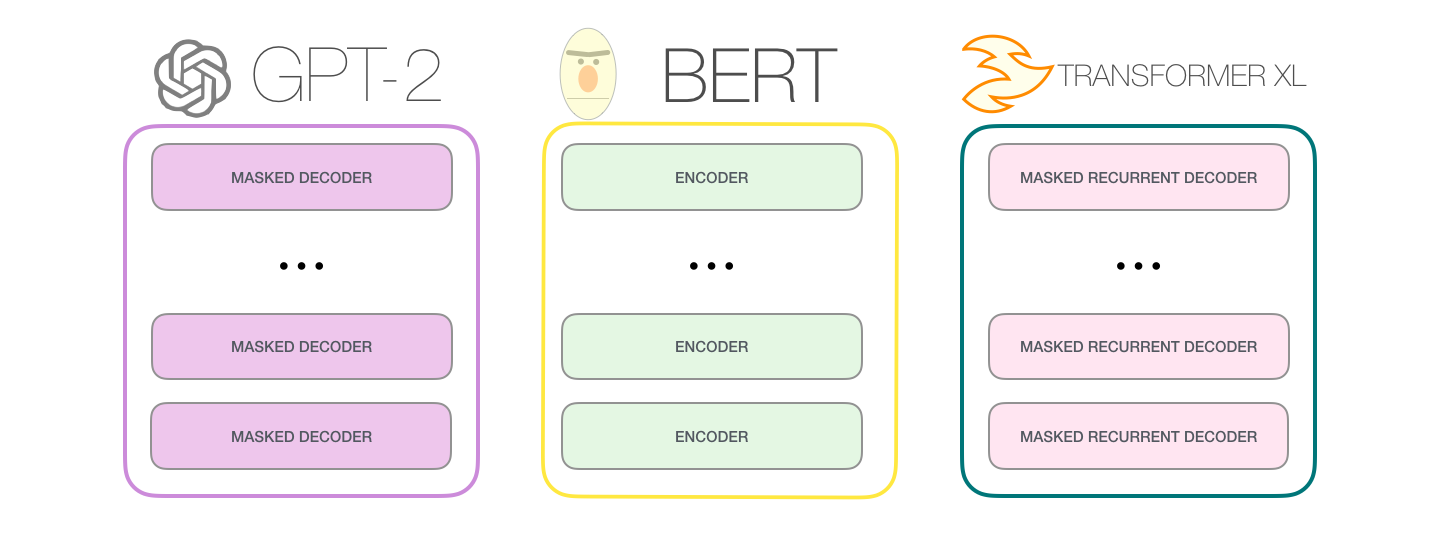 GPT-2
MASKED DECODER
...
MASKED DECODER
MASKED DECODER
BERT
ENCODER
...
ENCODER
ENCODER
TRANSFORMER XL
MASKED RECURRENT DECODER
...
MASKED RECURRENT DECODER
MASKED RECURRENT DECODER